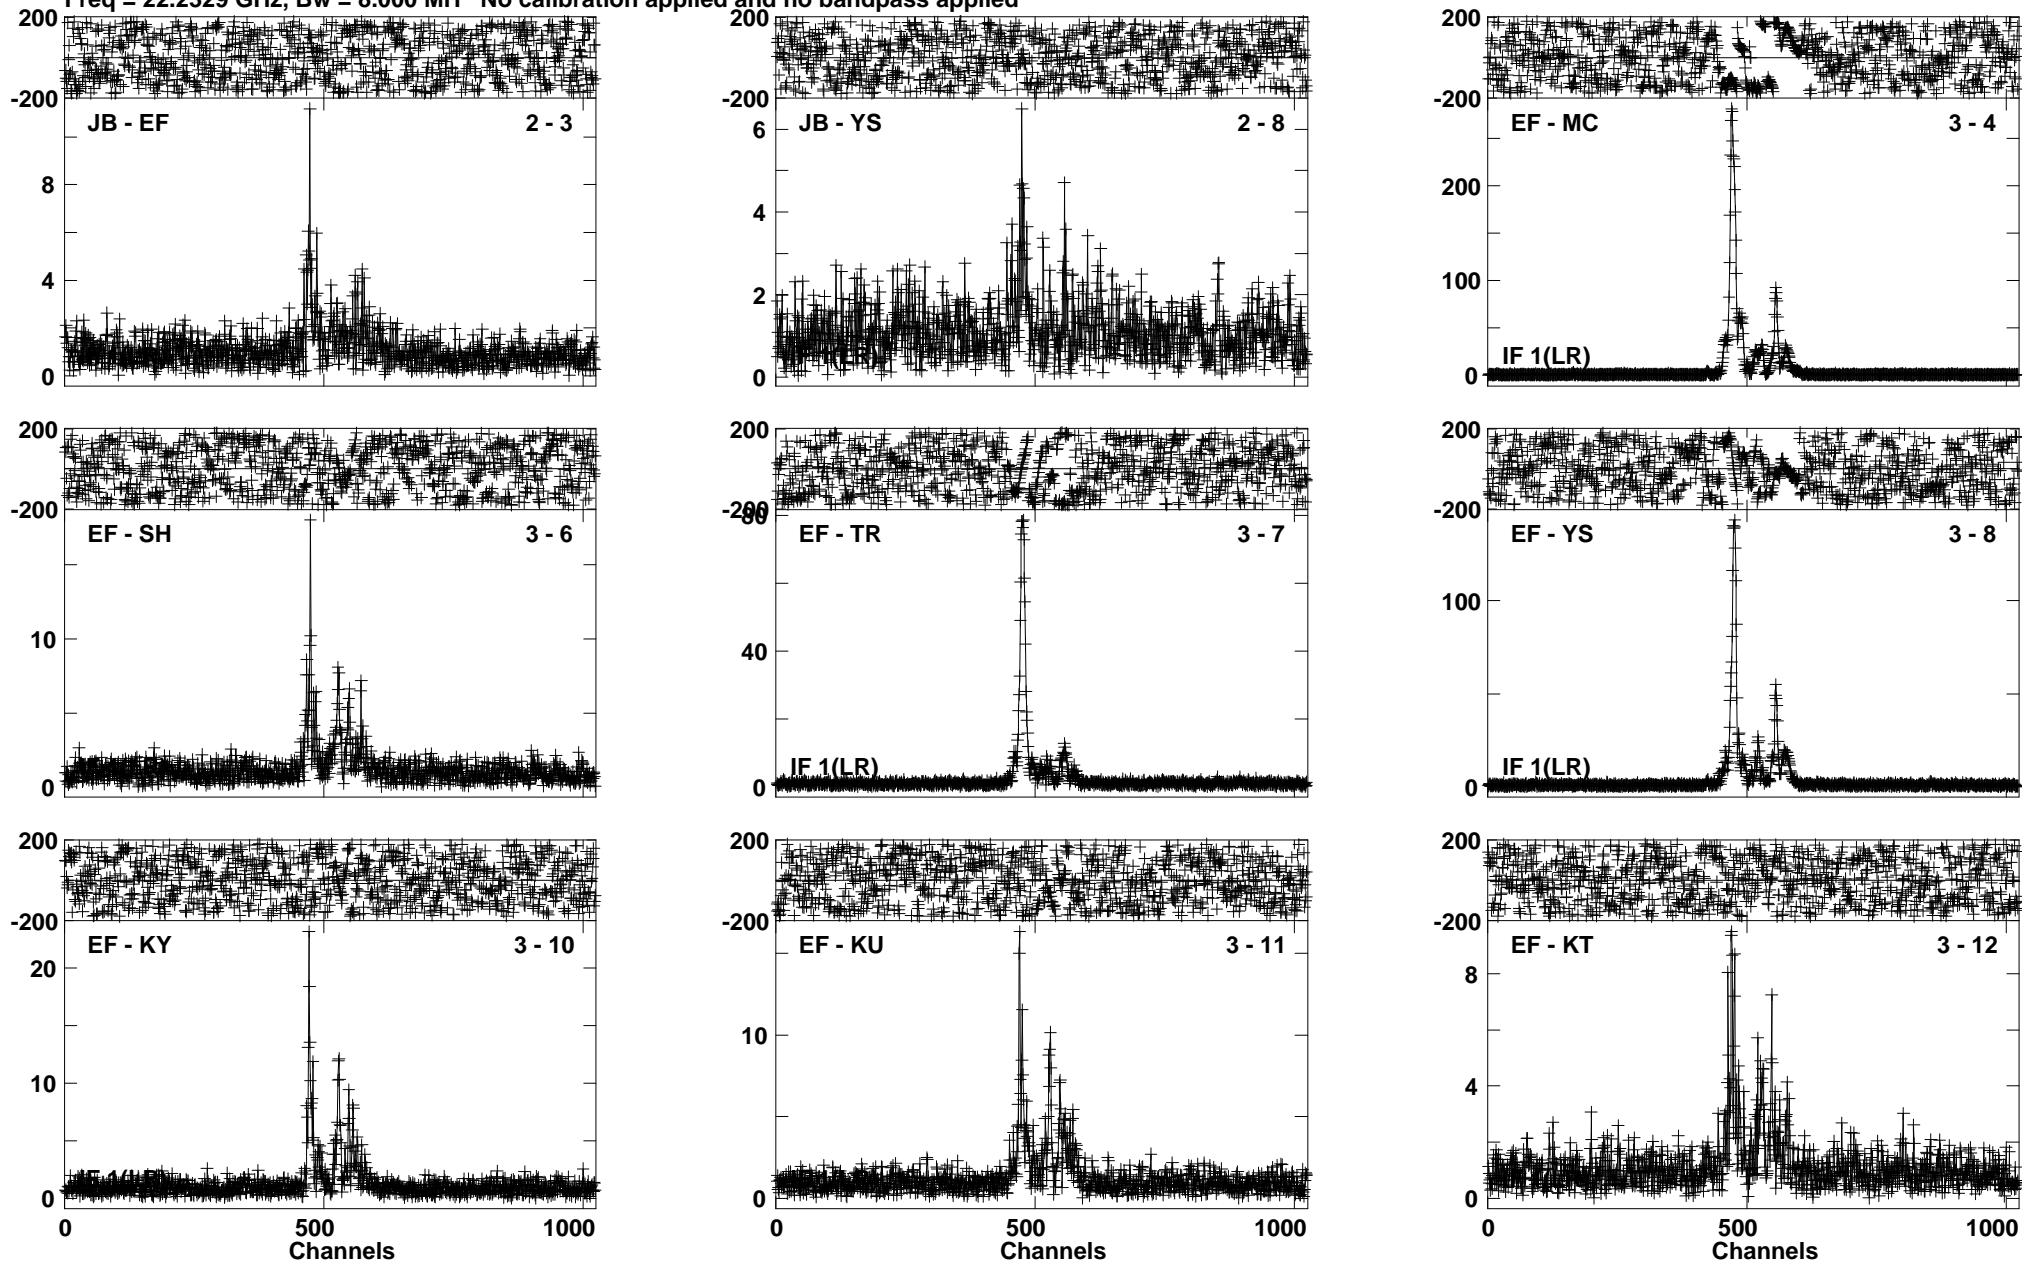 Freq = 22.2329 GHz, Bw = 8.000 MH No calibration applied and no bandpass applied
200 200 200
-200 -200 -200
JB - EF 2 - 3 JB - YS 2 - 8 EF - MC 3 - 4
8 6 200
4 4 100
2
IF 1(LR)
0 0 0
200 200 200
-200 -200 -200
80
EF - SH 3 - 6 EF - TR 3 - 7 EF - YS 3 - 8
10 40 100
IF 1(LR) IF 1(LR)
0 0 0
200 200 200
-200 -200 -200
EF - KY 3 - 10 EF - KU 3 - 11 EF - KT 3 - 12
20 8
10 10 4
IF 1(LR)
0 0 0
0 500 1000 0 500 1000 0 500 1000
Channels Channels Channels